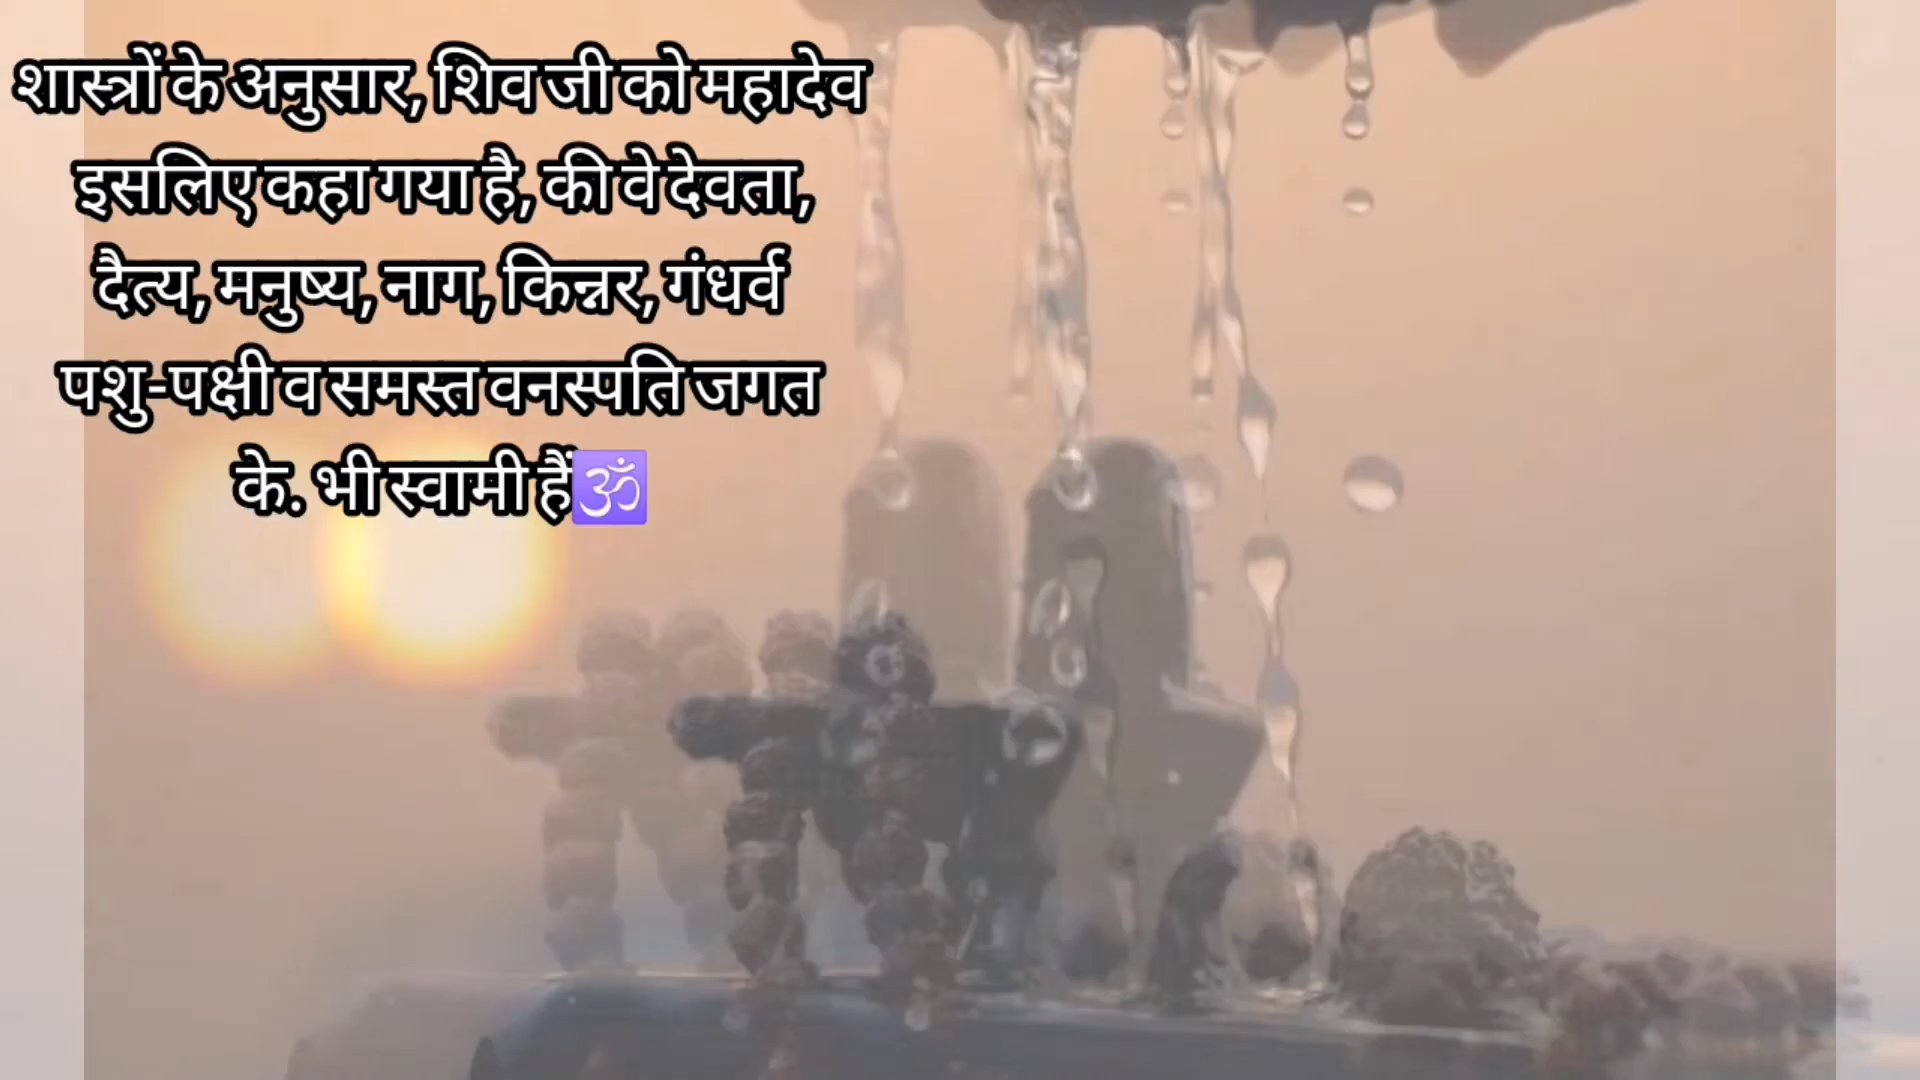 शास्त्रों के अनुसार, शिव जी को महादेव
इसलिए कहा गया है, की वे देवता,
दैत्य, मनुष्य, नाग, किन्नर, गंधर्व
पशु-पक्षी व समस्त वनस्पति जगत
के. भी स्वामी हैं🕉